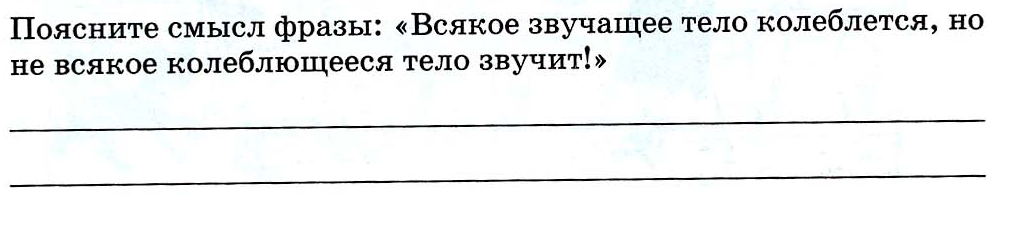 Поясните смысл фразы: «Всякое звучащее тело колеблется, но
не всякое колеблющееся тело звучит!»